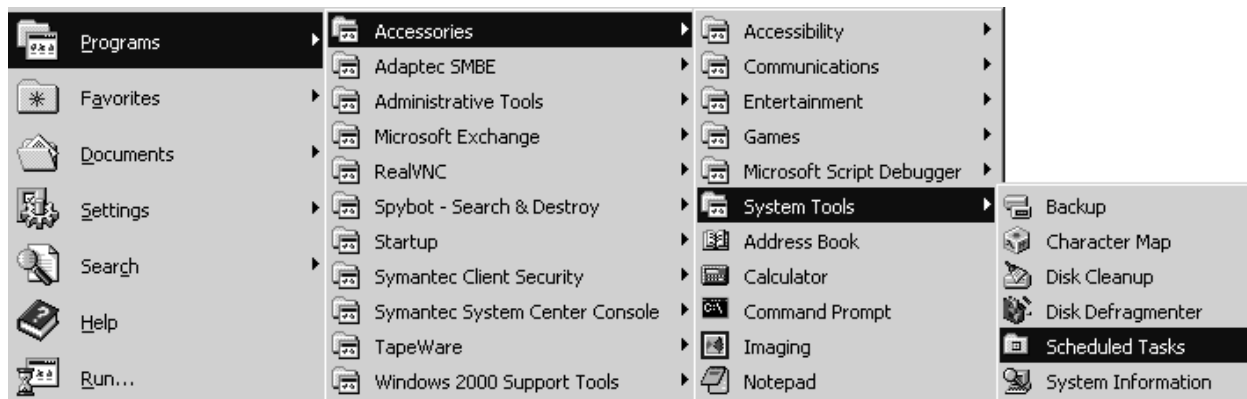 Programs
Favorites
Documents
Settings
Search
Help
Run...
Accessories
Adaptec SMBE
Administrative Tools
Microsoft Exchange
RealVNC
Spybot - Search & Destroy
Startup
Symantec Client Security
Symantec System Center Console
TapeWare
Windows 2000 Support Tools
Accessibility
Communications
Entertainment
Games
Microsoft Script Debugger
System Tools
Address Book
Calculator
Command Prompt
Imaging
Notepad
Backup
Character Map
Disk Cleanup
Disk Defragmenter
Scheduled Tasks
System Information